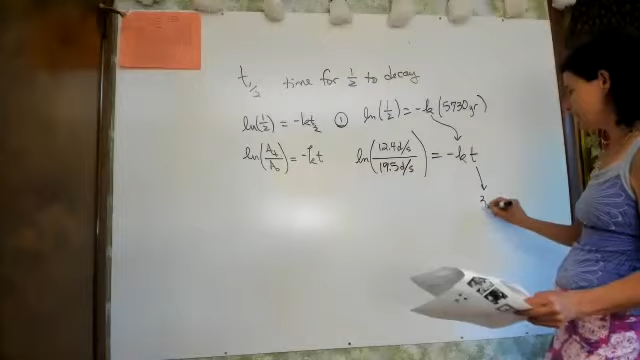 t₁/₂ time for 1/2 to decay
ln(1/2) = -kt₁/₂ ① ln(1/2) = -k(5730yr)
ln(A₄/A₀) = -kt ln(12.4d/s / 19.5d/s) = -kt